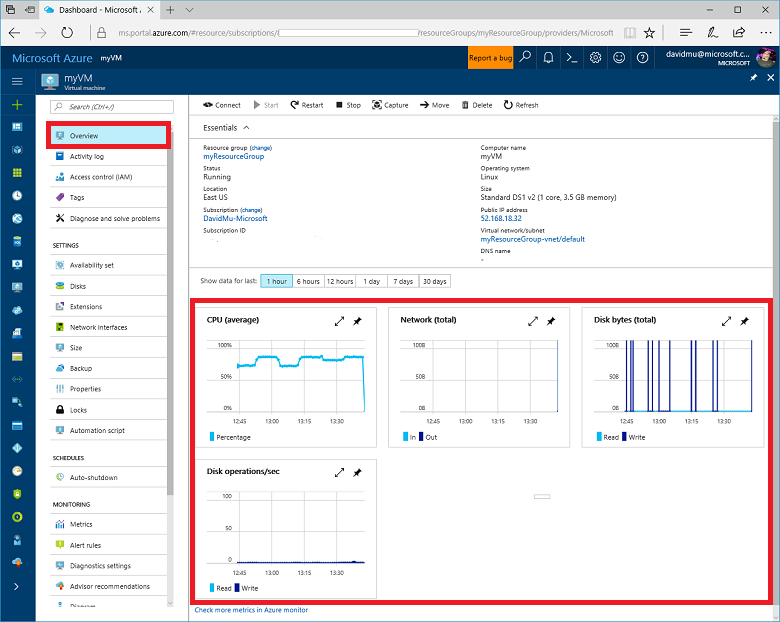 Dashboard - Microsoft A
ms.portal.azure.com/#resource/subscriptions/ /resourceGroups/myResourceGroup/providers/Microsoft
Microsoft Azure myVM
Report a bug
davidmu@microsoft.c...
MICROSOFT
myVM
Virtual machine
Search (Ctrl+/)
Overview
Activity log
Access control (IAM)
Tags
Diagnose and solve problems
SETTINGS
Availability set
Disks
Extensions
Network interfaces
Size
Backup
Properties
Locks
Automation script
SCHEDULES
Auto-shutdown
MONITORING
Metrics
Alert rules
Diagnostics settings
Advisor recommendations
Diagram
Connect Start Restart Stop Capture Move Delete Refresh
Essentials
Resource group (change)
myResourceGroup
Status
Running
Location
East US
Subscription (change)
DavidMu-Microsoft
Subscription ID
Computer name
myVM
Operating system
Linux
Size
Standard DS1 v2 (1 core, 3.5 GB memory)
Public IP address
52.168.18.32
Virtual network/subnet
myResourceGroup-vnet/default
DNS name
-
Show data for last: 1 hour 6 hours 12 hours 1 day 7 days 30 days
CPU (average)
100%
50%
0%
12:45 13:00 13:15 13:30
Percentage
Network (total)
100B
50B
0B
12:45 13:00 13:15 13:30
In Out
Disk bytes (total)
100B
50B
0B
12:45 13:00 13:15 13:30
Read Write
Disk operations/sec
100
50
0
12:45 13:00 13:15 13:30
Read Write
Check more metrics in Azure monitor